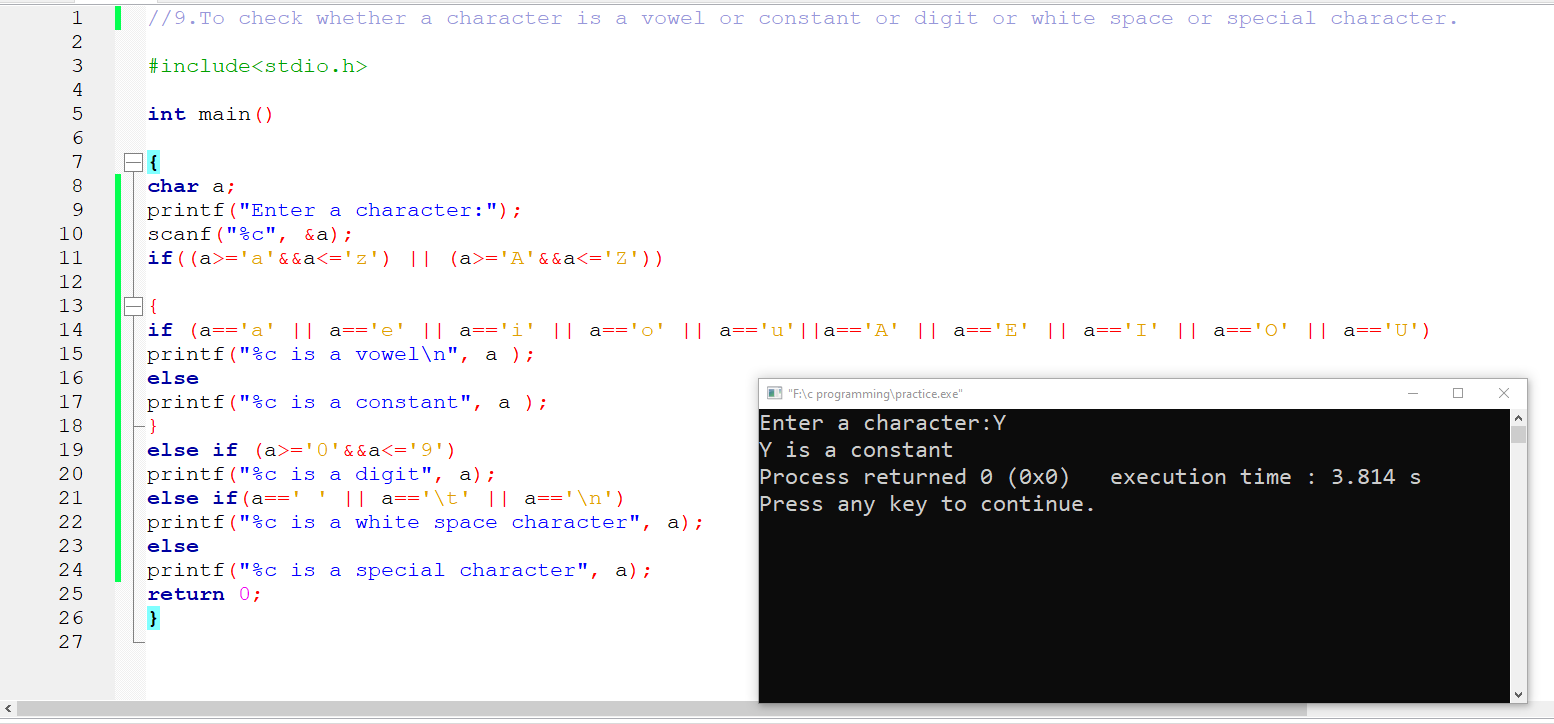 1 //9.To check whether a character is a vowel or constant or digit or white space or special character.
2
3 #include<stdio.h>
4
5 int main()
6
7 {
8 char a;
9 printf("Enter a character:");
10 scanf("%c", &a);
11 if((a>='a'&&a<='z') || (a>='A'&&a<='Z'))
12
13 {
14 if (a=='a' || a=='e' || a=='i' || a=='o' || a=='u'||a=='A' || a=='E' || a=='I' || a=='O' || a=='U')
15 printf("%c is a vowel\n", a );
16 else
17 printf("%c is a constant", a );
18 }
19 else if (a>='0'&&a<='9')
20 printf("%c is a digit", a);
21 else if(a==' ' || a=='\t' || a=='\n')
22 printf("%c is a white space character", a);
23 else
24 printf("%c is a special character", a);
25 return 0;
26 }
27
"F:\c programming\practice.exe"
Enter a character:Y
Y is a constant
Process returned 0 (0x0)   execution time : 3.814 s
Press any key to continue.